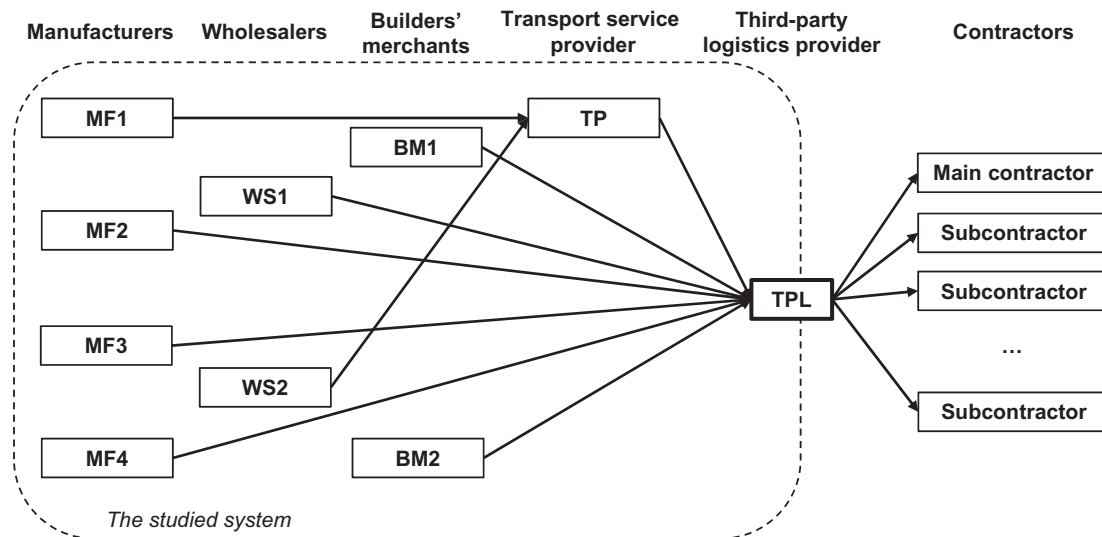 Manufacturers
Wholesalers
Builders’
merchants
Transport service
provider
Third-party
logistics provider
Contractors
MF1
TP
BM1
Main contractor
WS1
MF2
Subcontractor
TPL
Subcontractor
MF3
...
WS2
Subcontractor
MF4
BM2
The studied system